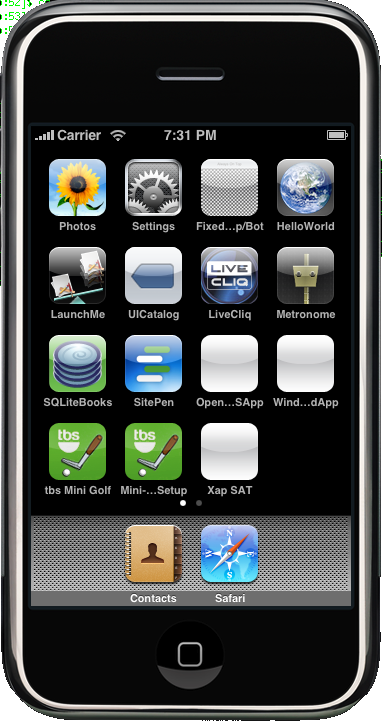 :52]:
:53]
Carrier 7:31 PM
Photos Settings Fixed...p/Bot HelloWorld
LIVE
CLIQ
LaunchMe UICatalog LiveCliq Metronome
SQLiteBooks SitePen Open...SApp Wind...dApp
tbs tbs
tbs Mini Golf Mini-...Setup Xap SAT
Contacts Safari